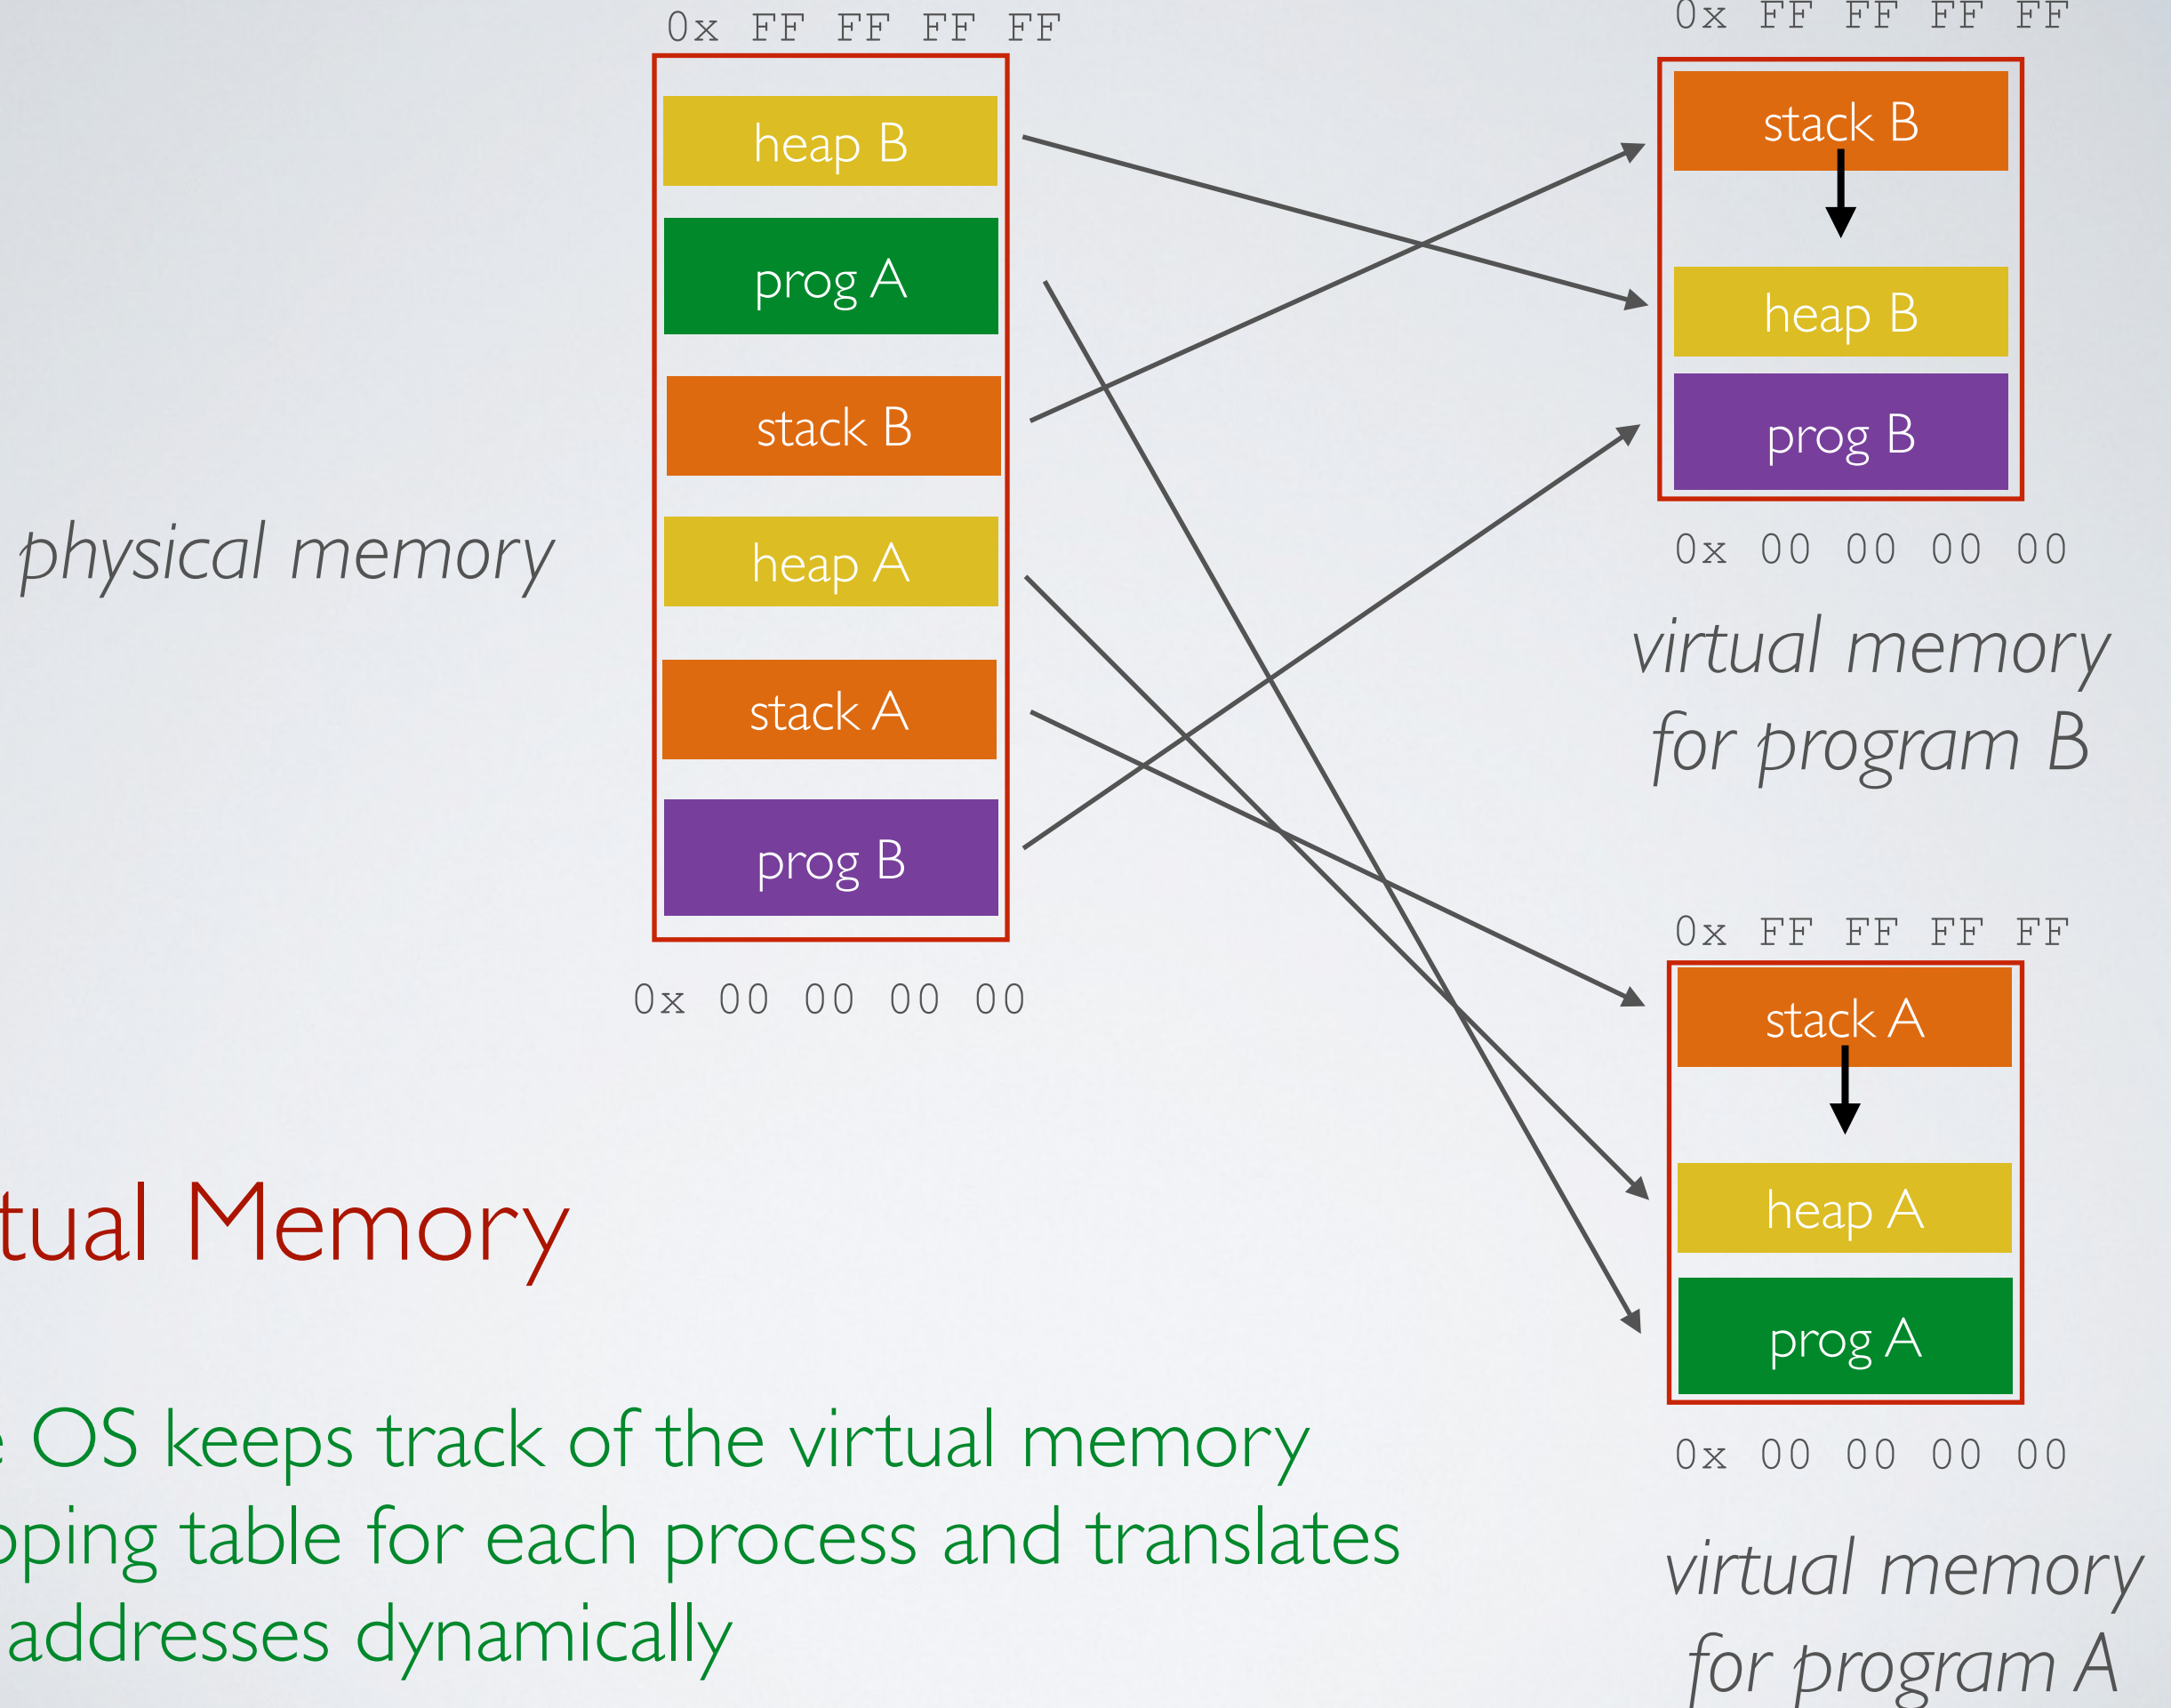 0x FF FF FF FF
heap B
prog A
stack B
heap A
stack A
prog B
0x 00 00 00 00
physical memory
0x FF FF FF FF
stack B
heap B
prog B
0x 00 00 00 00
virtual memory
for program B
0x FF FF FF FF
stack A
heap A
prog A
0x 00 00 00 00
virtual memory
for program A
tual Memory
e OS keeps track of the virtual memory
pping table for each process and translates
addresses dynamically